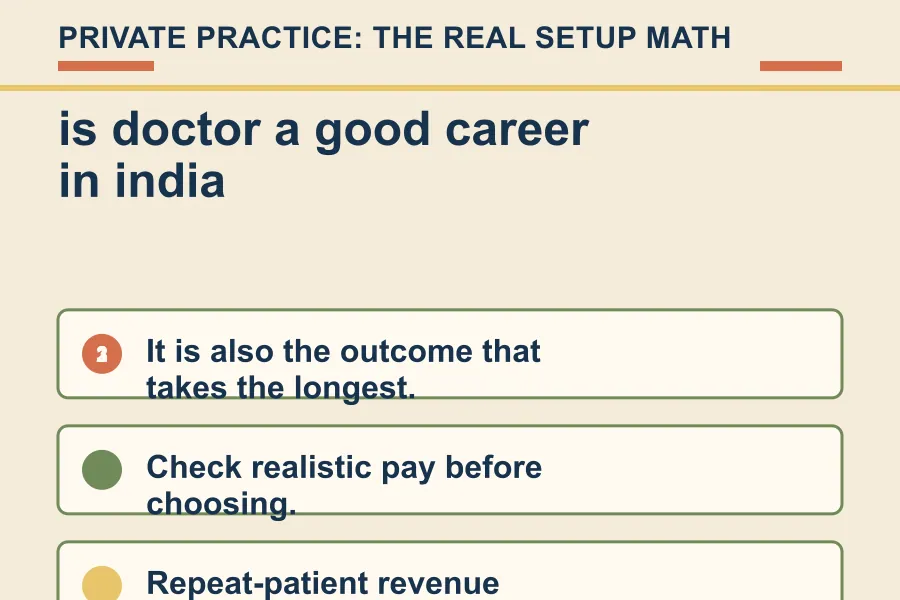 PRIVATE PRACTICE: THE REAL SETUP MATH
is doctor a good career
in india
It is also the outcome that
takes the longest.
Check realistic pay before
choosing.
Repeat-patient revenue